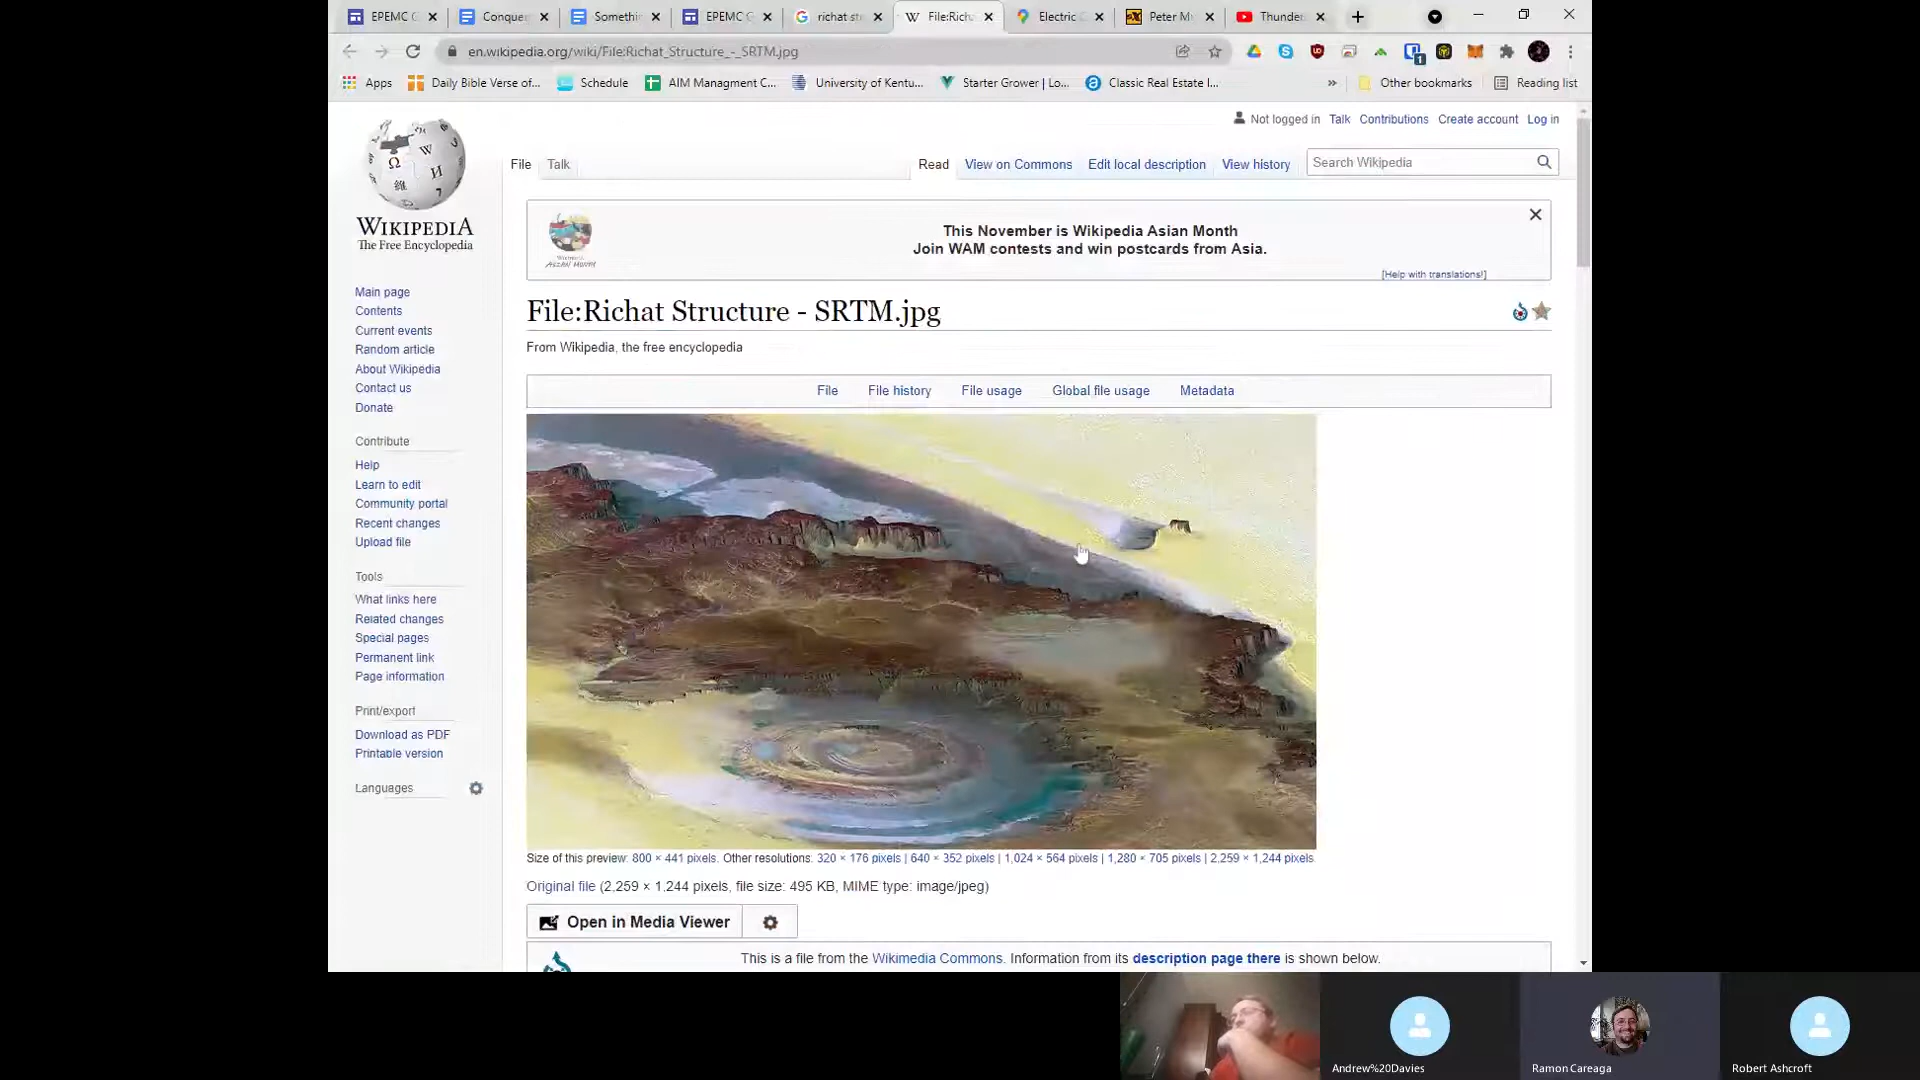 EPEMC C
Conque
Somethi
EPEMC C
richat st
File:Rich
Electric C
Peter M
Thunde
en.wikipedia.org/wiki/File:Richat_Structure_-_SRTM.jpg
Apps
Daily Bible Verse of...
Schedule
AIM Managment C...
University of Kentu...
Starter Grower | Lo...
Classic Real Estate I...
»
Other bookmarks
Reading list
Not logged in
Talk
Contributions
Create account
Log in
File
Talk
Read
View on Commons
Edit local description
View history
Search Wikipedia
WIKIPEDIA
The Free Encyclopedia
This November is Wikipedia Asian Month
Join WAM contests and win postcards from Asia.
[Help with translations!]
Main page
Contents
Current events
Random article
About Wikipedia
Contact us
Donate
Contribute
Help
Learn to edit
Community portal
Recent changes
Upload file
Tools
What links here
Related changes
Special pages
Permanent link
Page information
Print/export
Download as PDF
Printable version
Languages
File:Richat Structure - SRTM.jpg
From Wikipedia, the free encyclopedia
File
File history
File usage
Global file usage
Metadata
Size of this preview: 800 × 441 pixels. Other resolutions: 320 × 176 pixels | 640 × 352 pixels | 1,024 × 564 pixels | 1,280 × 705 pixels | 2,259 × 1,244 pixels.
Original file (2,259 × 1,244 pixels, file size: 495 KB, MIME type: image/jpeg)
Open in Media Viewer
This is a file from the Wikimedia Commons. Information from its description page there is shown below.
Andrew%20Davies
Ramon Careaga
Robert Ashcroft